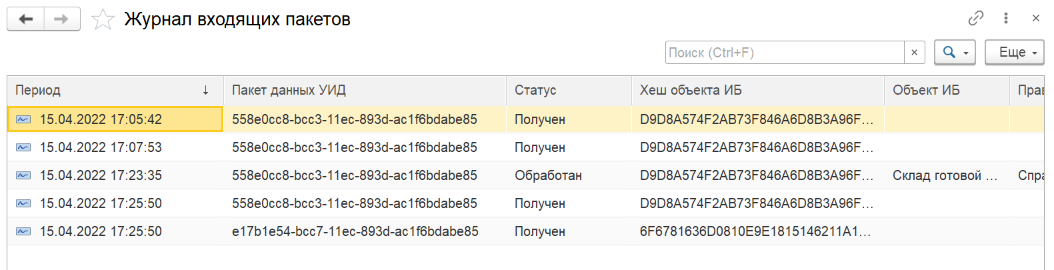 Журнал входящих пакетов
Поиск (Ctrl+F) × Еще
Период ↓ Пакет данных УИД Статус Хеш объекта ИБ Объект ИБ Прав
15.04.2022 17:05:42 558e0cc8-bcc3-11ec-893d-ac1f6bdabe85 Получен D9D8A574F2AB73F846A6D8B3A96F...
15.04.2022 17:07:53 558e0cc8-bcc3-11ec-893d-ac1f6bdabe85 Получен D9D8A574F2AB73F846A6D8B3A96F...
15.04.2022 17:23:35 558e0cc8-bcc3-11ec-893d-ac1f6bdabe85 Обработан D9D8A574F2AB73F846A6D8B3A96F... Склад готовой ... Спра
15.04.2022 17:25:50 558e0cc8-bcc3-11ec-893d-ac1f6bdabe85 Получен D9D8A574F2AB73F846A6D8B3A96F...
15.04.2022 17:25:50 e17b1e54-bcc7-11ec-893d-ac1f6bdabe85 Получен 6F6781636D0810E9E1815146211A1...